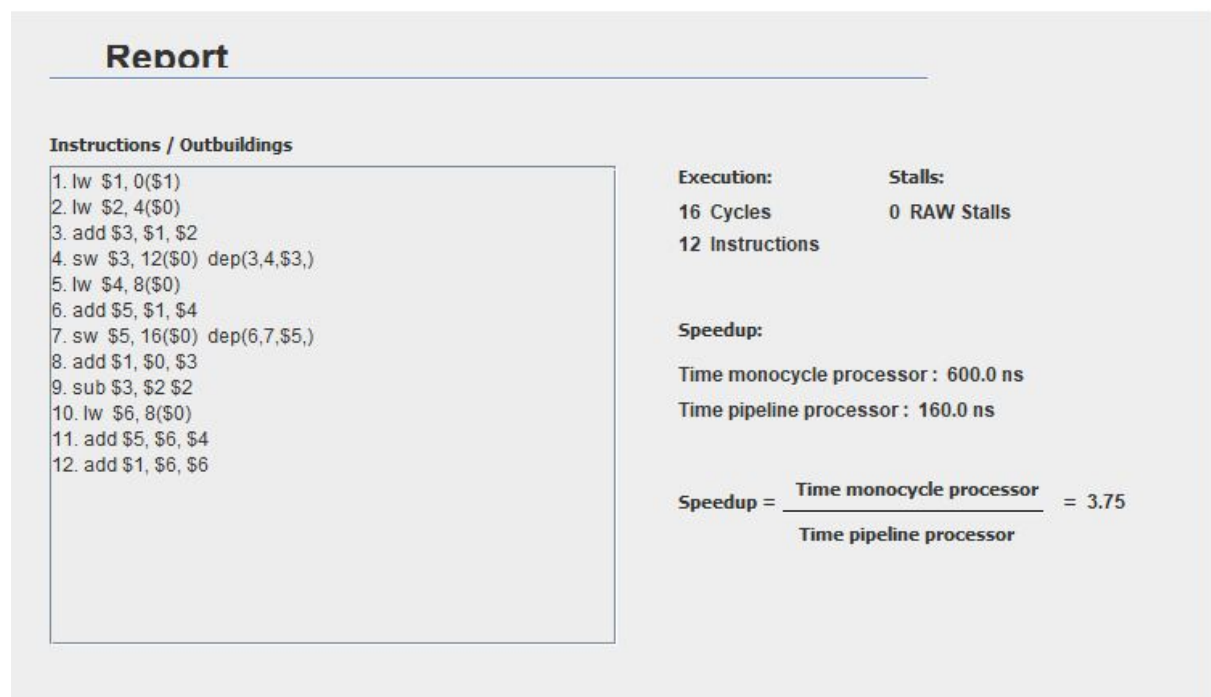 Report
Instructions / Outbuildings
1. lw $1, 0($1)
2. lw $2, 4($0)
3. add $3, $1, $2
4. sw $3, 12($0) dep(3,4,$3,)
5. lw $4, 8($0)
6. add $5, $1, $4
7. sw $5, 16($0) dep(6,7,$5,)
8. add $1, $0, $3
9. sub $3, $2 $2
10. lw $6, 8($0)
11. add $5, $6, $4
12. add $1, $6, $6
Execution:
16 Cycles
12 Instructions
Stalls:
0 RAW Stalls
Speedup:
Time monocycle processor : 600.0 ns
Time pipeline processor : 160.0 ns
Speedup = Time monocycle processor = 3.75
Time pipeline processor